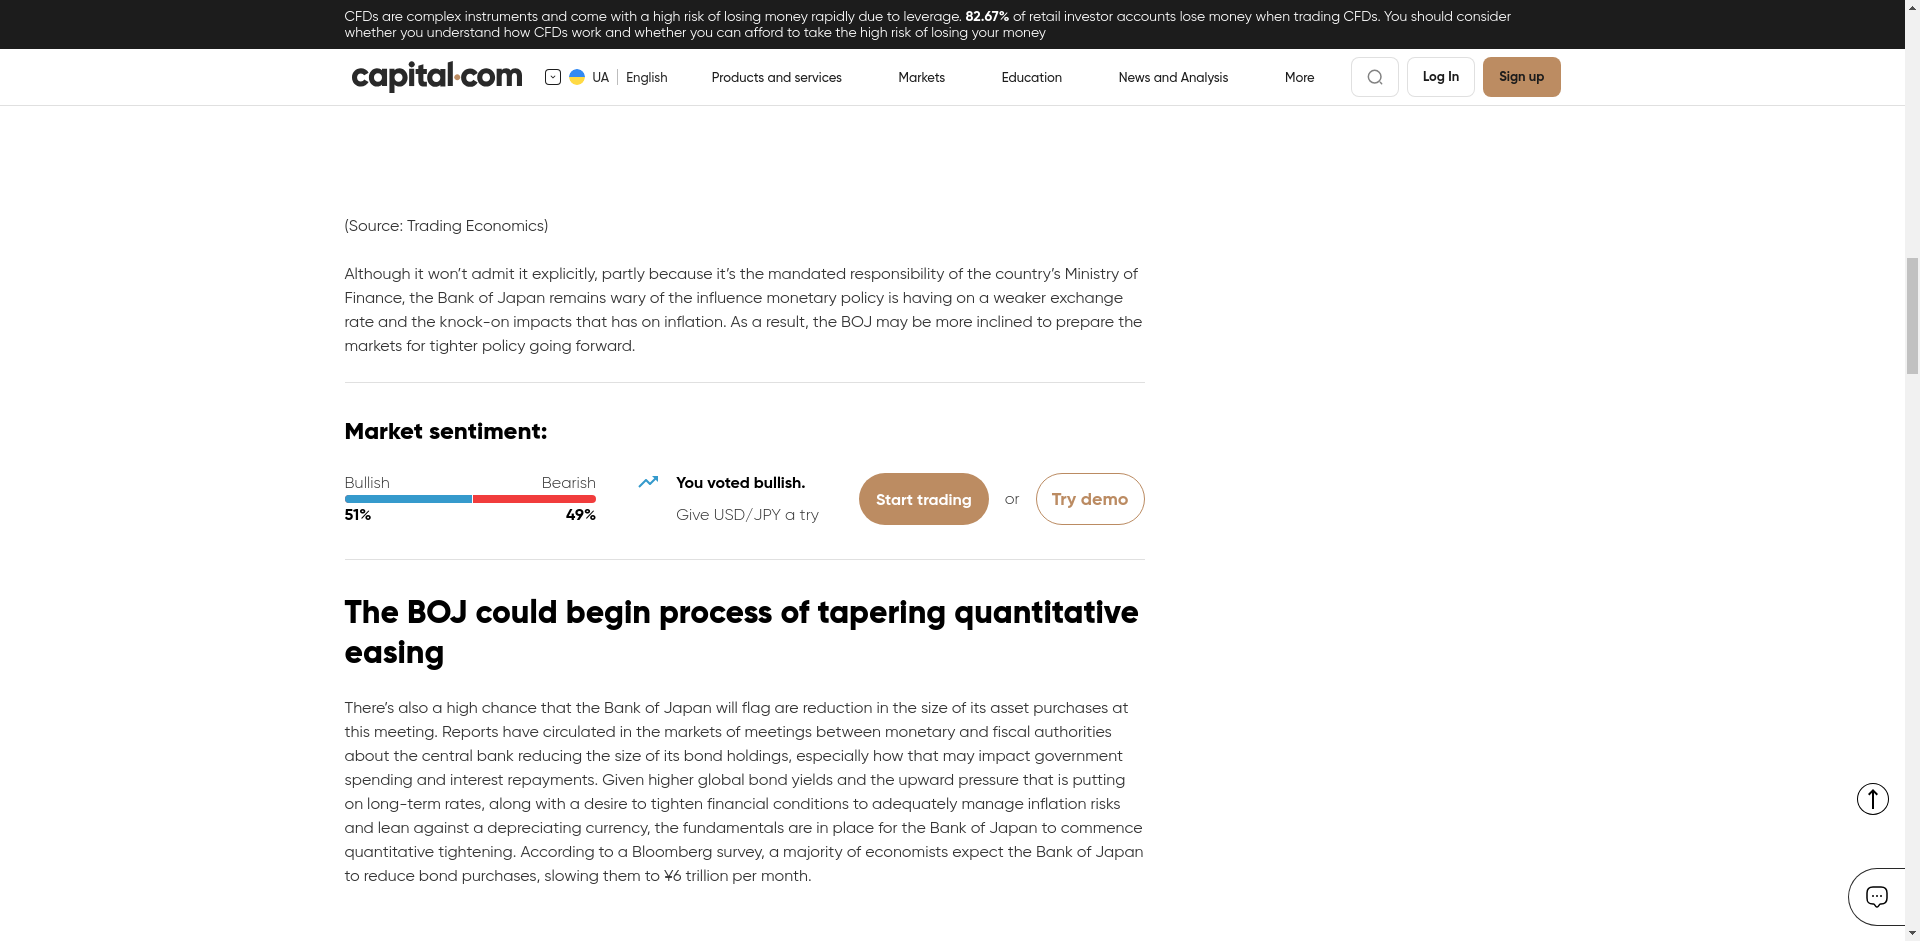 CFDs are complex instruments and come with a high risk of losing money rapidly due to leverage. 82.67% of retail investor accounts lose money when trading CFDs. You should consider
whether you understand how CFDs work and whether you can afford to take the high risk of losing your money
capital.com
UA
English
Products and services
Markets
Education
News and Analysis
More
Log In
Sign up
(Source: Trading Economics)
Although it won’t admit it explicitly, partly because it’s the mandated responsibility of the country’s Ministry of
Finance, the Bank of Japan remains wary of the influence monetary policy is having on a weaker exchange
rate and the knock-on impacts that has on inflation. As a result, the BOJ may be more inclined to prepare the
markets for tighter policy going forward.
Market sentiment:
Bullish
Bearish
51%
49%
You voted bullish.
Give USD/JPY a try
Start trading
or
Try demo
The BOJ could begin process of tapering quantitative
easing
There’s also a high chance that the Bank of Japan will flag are reduction in the size of its asset purchases at
this meeting. Reports have circulated in the markets of meetings between monetary and fiscal authorities
about the central bank reducing the size of its bond holdings, especially how that may impact government
spending and interest repayments. Given higher global bond yields and the upward pressure that is putting
on long-term rates, along with a desire to tighten financial conditions to adequately manage inflation risks
and lean against a depreciating currency, the fundamentals are in place for the Bank of Japan to commence
quantitative tightening. According to a Bloomberg survey, a majority of economists expect the Bank of Japan
to reduce bond purchases, slowing them to ¥6 trillion per month.